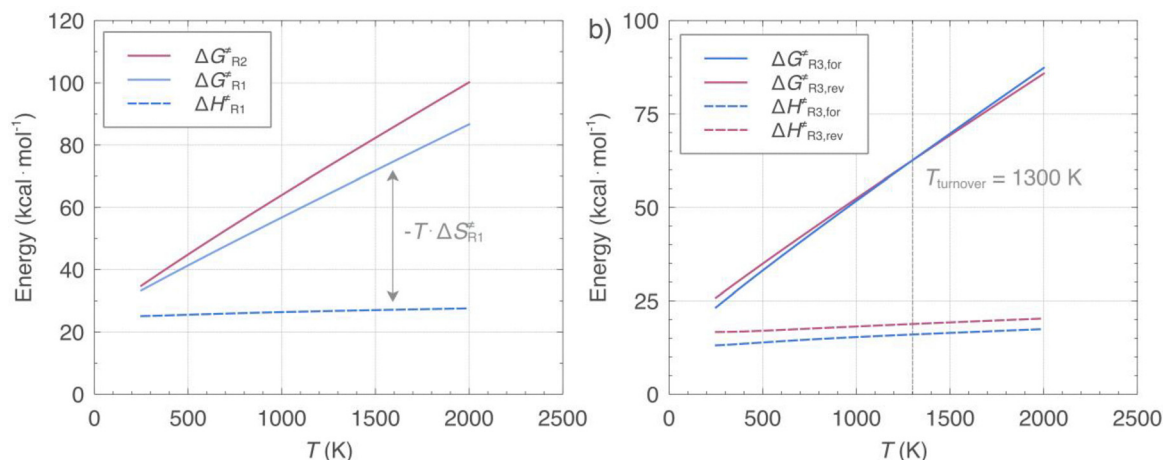 120
100
80
60
40
20
0
Energy (kcal·mol⁻¹)
ΔG≠R2
ΔG≠R1
ΔH≠R1
-T·ΔS≠R1
0 500 1000 1500 2000 2500
T (K)
b)
100
75
50
25
0
Energy (kcal·mol⁻¹)
ΔG≠R3,for
ΔG≠R3,rev
ΔH≠R3,for
ΔH≠R3,rev
Tturnover = 1300 K
0 500 1000 1500 2000 2500
T (K)